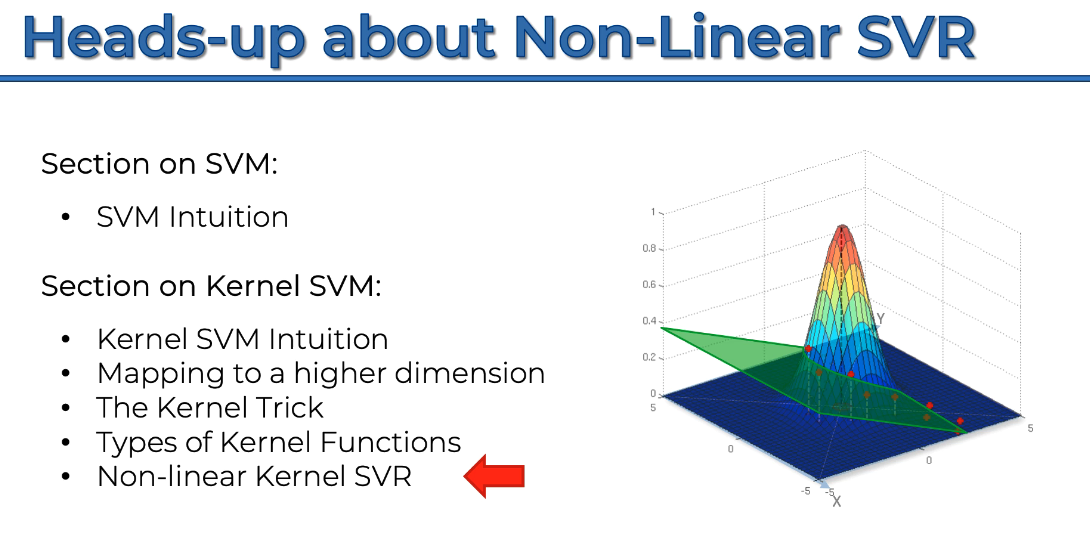 Heads-up about Non-Linear SVR
Section on SVM:
• SVM Intuition
Section on Kernel SVM:
• Kernel SVM Intuition
• Mapping to a higher dimension
• The Kernel Trick
• Types of Kernel Functions
• Non-linear Kernel SVR
1
0.8
0.6
0.4
0.2
0
5
0
-5
-5
0
5
X
Y